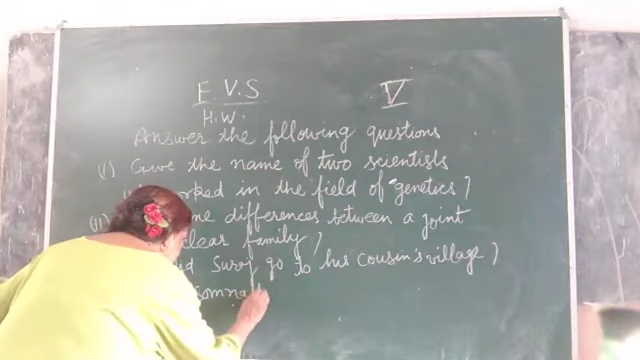 E.V.S V
H.W.
Answer the following questions
(i) Give the name of two scientists
worked in the field of genetics?
(ii) differences between a joint
clear family?
Suraj go to his cousin's village?